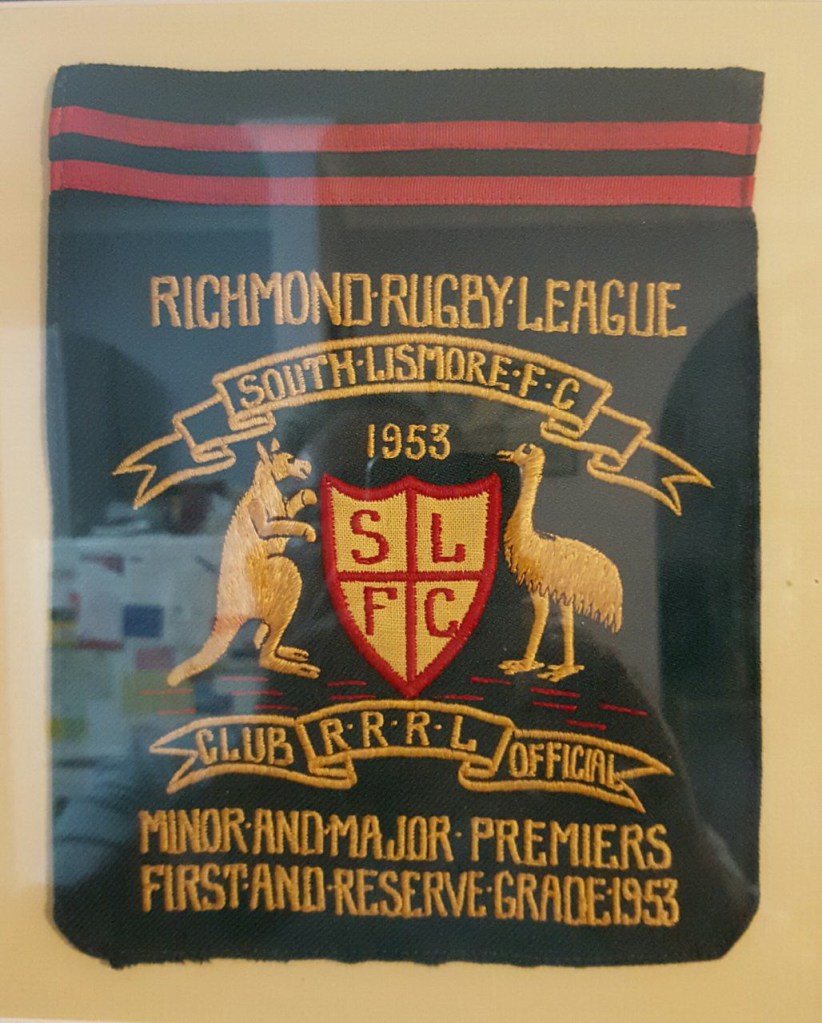 RICHMOND·RUGBY·LEAGUE
SOUTH·LISMORE·F·C
1953
S L
F C
CLUB R·R·R·L OFFICIAL
MINOR·AND·MAJOR·PREMIERS
FIRST·AND·RESERVE·GRADE·1953